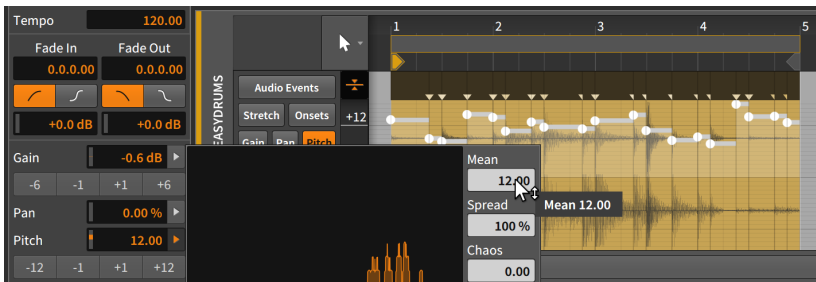 Tempo 120.00
Fade In Fade Out
0.0.0.00 0.0.0.00
+0.0 dB +0.0 dB
Gain -0.6 dB
-6 -1 +1 +6
Pan 0.00 %
Pitch 12.00
-12 -1 +1 +12
EASYDRUMS
Audio Events
Stretch Onsets
Gain Pan Pitch
+12
1 2 3 4 5
Mean
12.00
Spread
100 %
Chaos
0.00
Mean 12.00